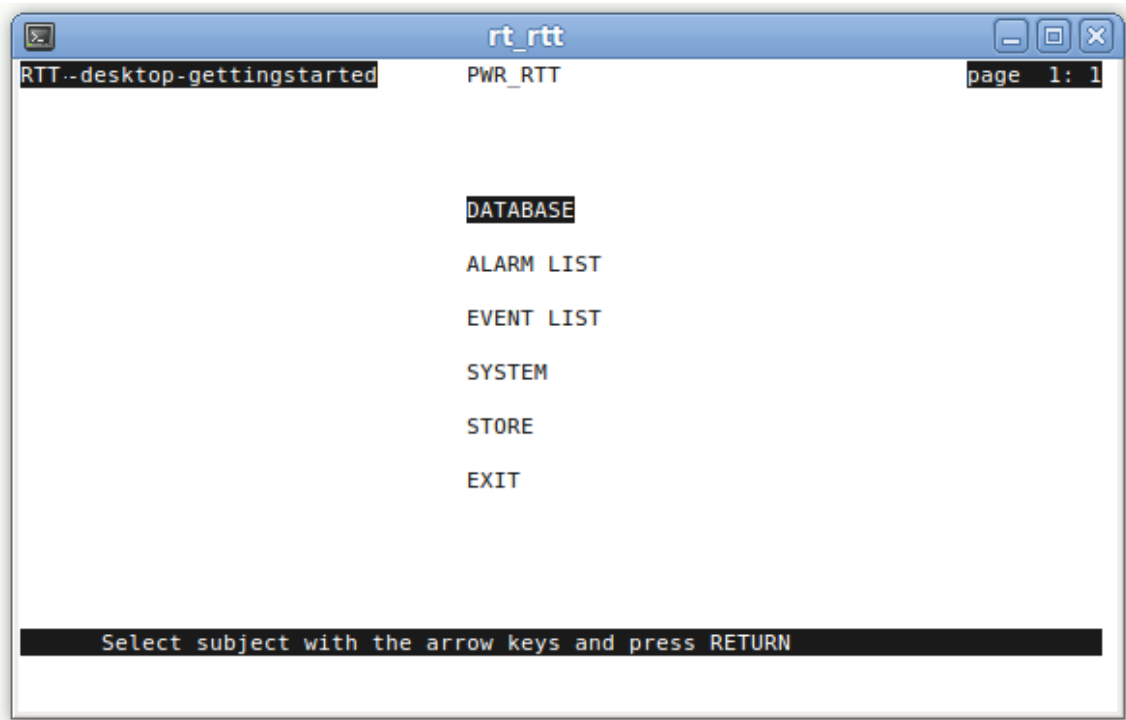 rt_rtt
RTT--desktop-gettingstarted PWR_RTT page 1: 1
DATABASE
ALARM LIST
EVENT LIST
SYSTEM
STORE
EXIT
Select subject with the arrow keys and press RETURN